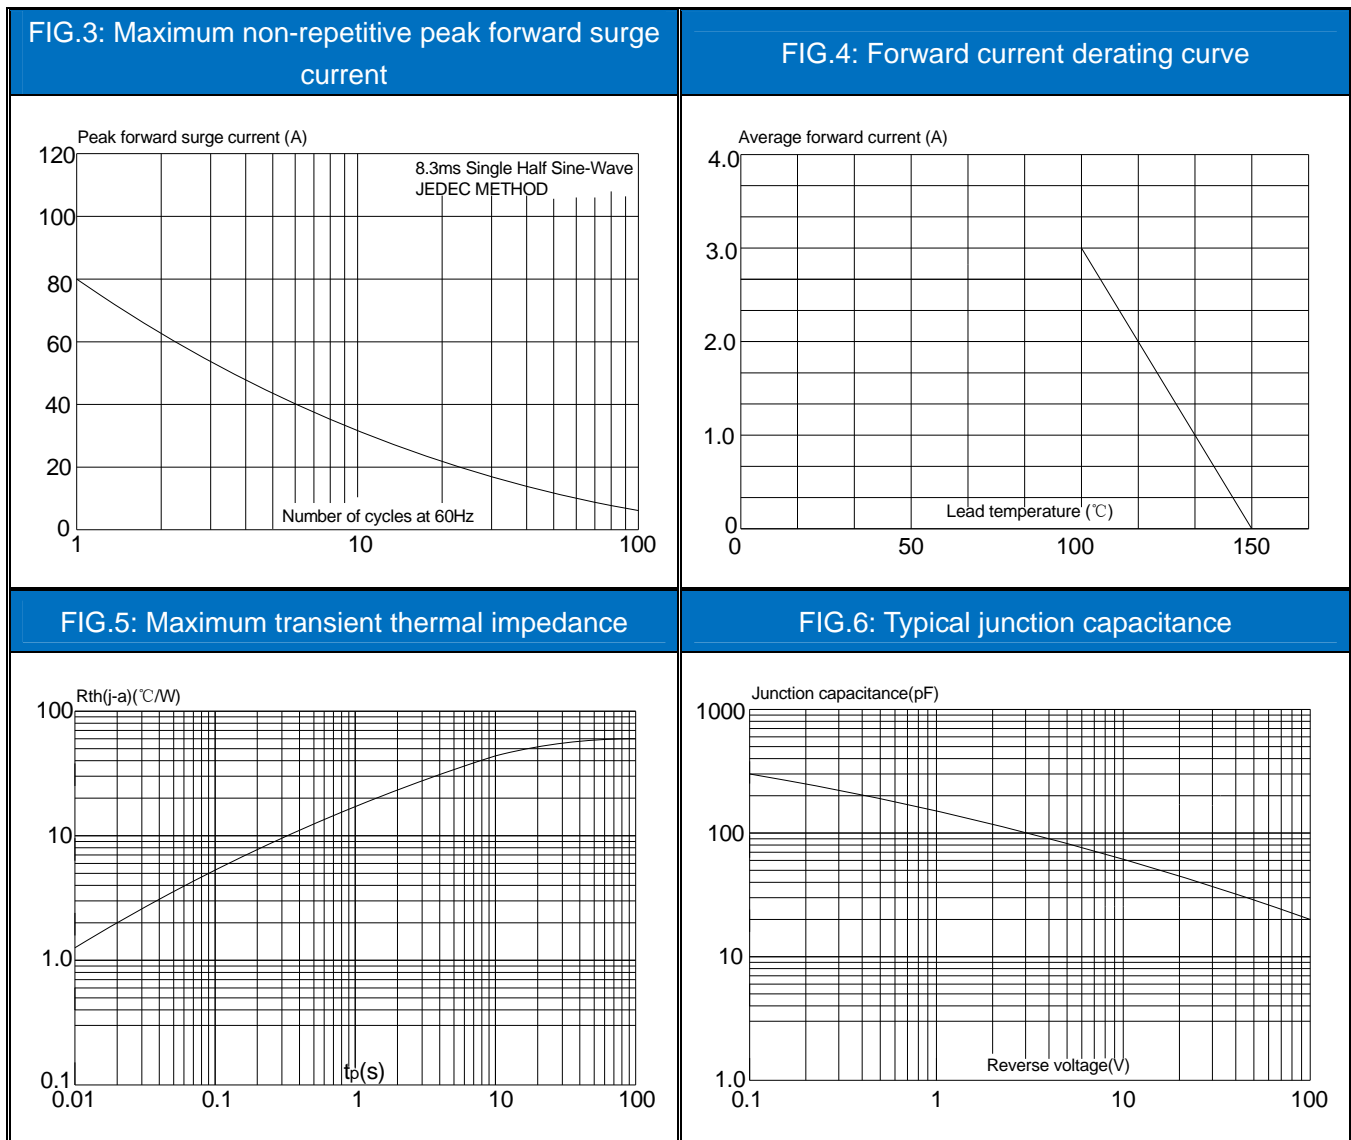 FIG.3: Maximum non-repetitive peak forward surge
current
FIG.4: Forward current derating curve
Peak forward surge current (A)
8.3ms Single Half Sine-Wave
JEDEC METHOD
120
100
80
60
40
20
0
Number of cycles at 60Hz
1
10
100
Average forward current (A)
4.0
3.0
2.0
1.0
0
Lead temperature (℃)
0
50
100
150
FIG.5: Maximum transient thermal impedance
FIG.6: Typical junction capacitance
Rth(j-a)(℃/W)
100
10
1.0
0.1
tp(s)
0.01
0.1
1
10
100
Junction capacitance(pF)
1000
100
10
1.0
Reverse voltage(V)
0.1
1
10
100